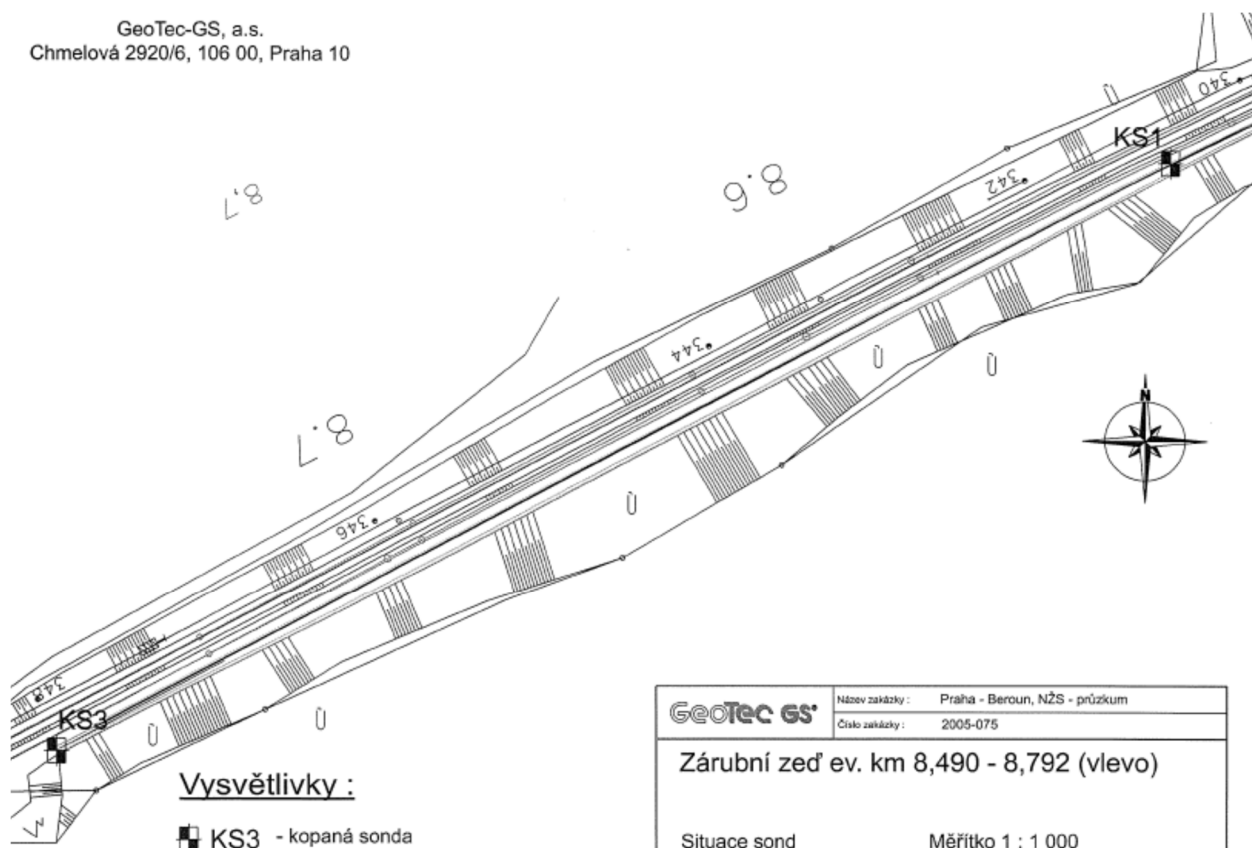 GeoTec-GS, a.s.
Chmelová 2920/6, 106 00, Praha 10
340
KS1
342
8.6
8,7
344
Ù
Ù
Ù
8.7
N
Ù
346
348
KS3
Ù
Ù
Vysvětlivky :
KS3 - kopaná sonda
GeoTec GS
Název zakázky : Praha - Beroun, NŽS - průzkum
Číslo zakázky : 2005-075
Zárubní zeď ev. km 8,490 - 8,792 (vlevo)
Situace sond Měřítko 1 : 1 000